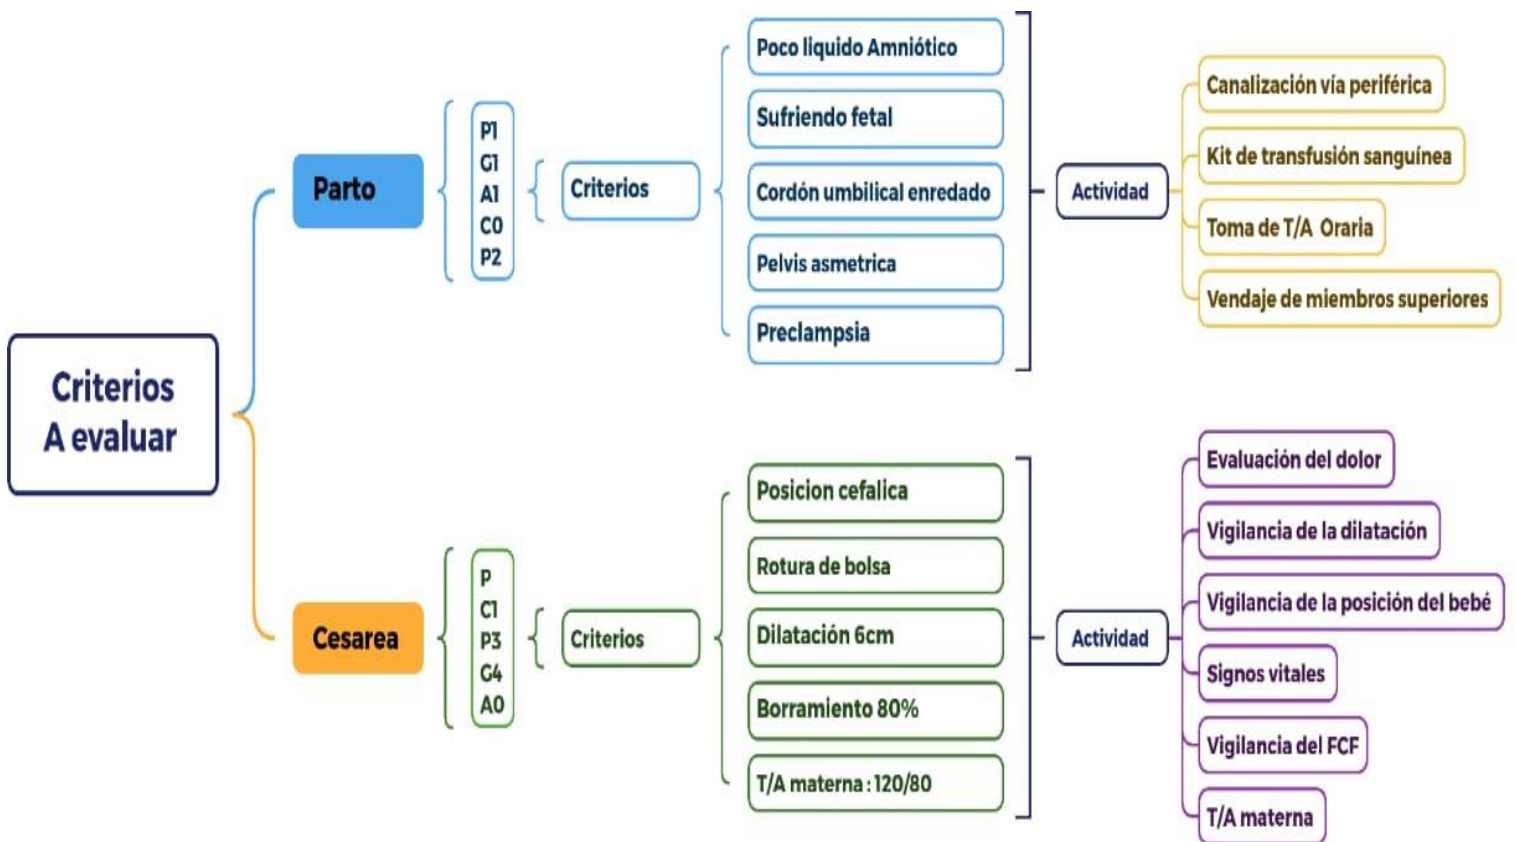 Criterios
A evaluar
Parto
P1
G1
A1
C0
P2
Criterios
Poco liquido Amniótico
Sufriendo fetal
Cordón umbilical enredado
Pelvis asmetrica
Preclampsia
Actividad
Canalización vía periférica
Kit de transfusión sanguínea
Toma de T/A Oraria
Vendaje de miembros superiores
Cesarea
P
C1
P3
G4
A0
Criterios
Posicion cefalica
Rotura de bolsa
Dilatación 6cm
Borramiento 80%
T/A materna : 120/80
Actividad
Evaluación del dolor
Vigilancia de la dilatación
Vigilancia de la posición del bebé
Signos vitales
Vigilancia del FCF
T/A materna